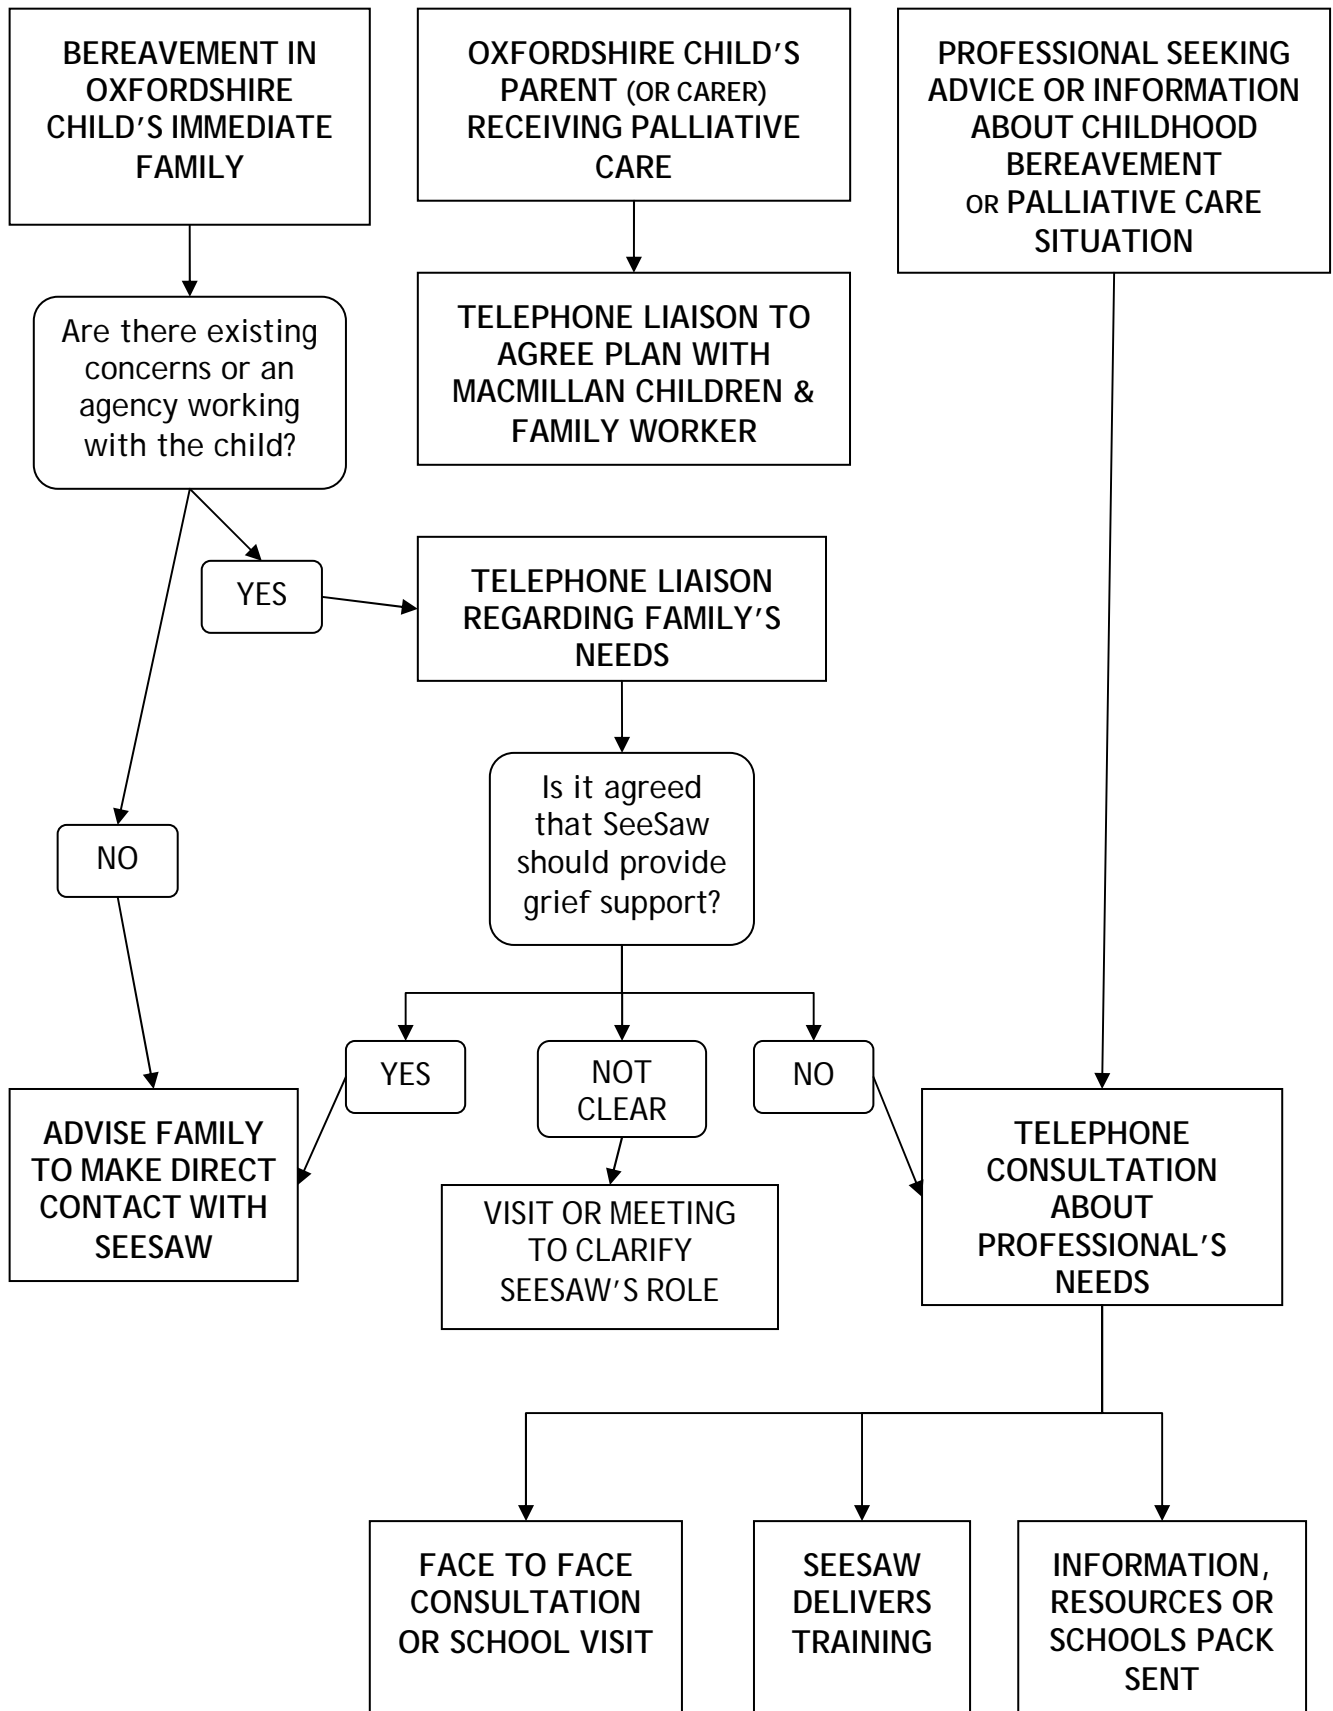 BEREAVEMENT IN
OXFORDSHIRE
CHILD'S IMMEDIATE
FAMILY
OXFORDSHIRE CHILD'S
PARENT (OR CARER)
RECEIVING PALLIATIVE
CARE
PROFESSIONAL SEEKING
ADVICE OR INFORMATION
ABOUT CHILDHOOD
BEREAVEMENT
OR PALLIATIVE CARE
SITUATION
Are there existing
concerns or an
agency working
with the child?
TELEPHONE LIAISON TO
AGREE PLAN WITH
MACMILLAN CHILDREN &
FAMILY WORKER
YES
TELEPHONE LIAISON
REGARDING FAMILY'S
NEEDS
Is it agreed
that SeeSaw
should provide
grief support?
NO
YES
NOT
CLEAR
NO
ADVISE FAMILY
TO MAKE DIRECT
CONTACT WITH
SEESAW
VISIT OR MEETING
TO CLARIFY
SEESAW'S ROLE
TELEPHONE
CONSULTATION
ABOUT
PROFESSIONAL'S
NEEDS
FACE TO FACE
CONSULTATION
OR SCHOOL VISIT
SEESAW
DELIVERS
TRAINING
INFORMATION,
RESOURCES OR
SCHOOLS PACK
SENT